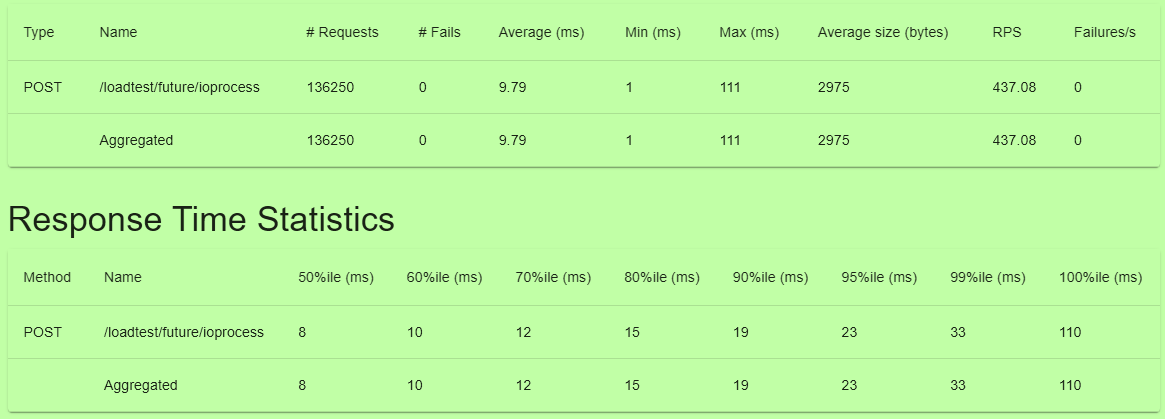 Type Name # Requests # Fails Average (ms) Min (ms) Max (ms) Average size (bytes) RPS Failures/s
POST /loadtest/future/ioprocess 136250 0 9.79 1 111 2975 437.08 0
Aggregated 136250 0 9.79 1 111 2975 437.08 0
Response Time Statistics
Method Name 50%ile (ms) 60%ile (ms) 70%ile (ms) 80%ile (ms) 90%ile (ms) 95%ile (ms) 99%ile (ms) 100%ile (ms)
POST /loadtest/future/ioprocess 8 10 12 15 19 23 33 110
Aggregated 8 10 12 15 19 23 33 110